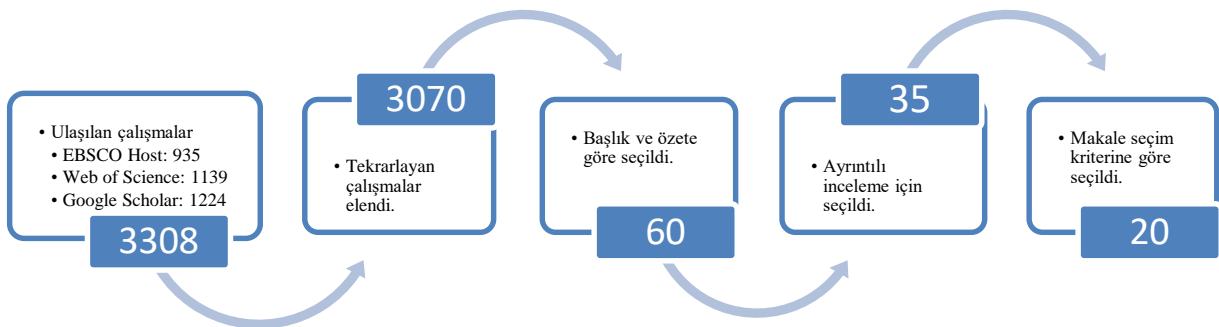 • Ulaşılan çalışmalar
• EBSCO Host: 935
• Web of Science: 1139
• Google Scholar: 1224
3308
3070
• Tekrarlayan
çalışmalar
elendi.
• Başlık ve özete
göre seçildi.
60
35
• Ayrıntılı
inceleme için
seçildi.
• Makale seçim
kriterine göre
seçildi.
20